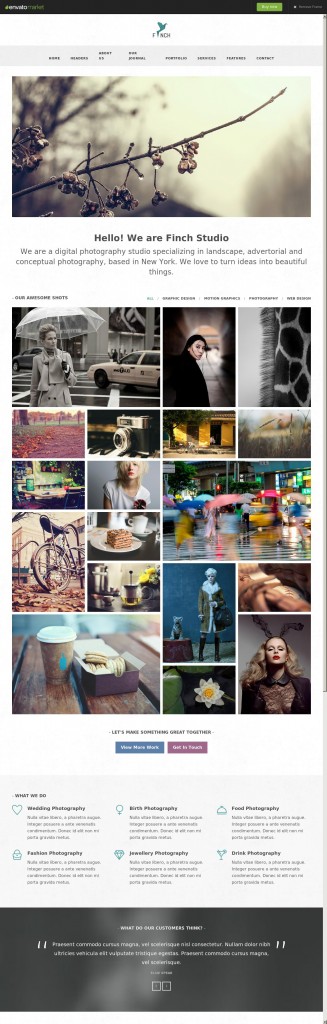 envatomarket
Buy now
Remove Frame
FINCH
HOME HEADERS ABOUT US OUR JOURNAL PORTFOLIO SERVICES FEATURES CONTACT
Hello! We are Finch Studio
We are a digital photography studio specializing in landscape, advertorial and
conceptual photography, based in New York. We love to turn ideas into beautiful
things.
- OUR AWESOME SHOTS
ALL / GRAPHIC DESIGN / MOTION GRAPHICS / PHOTOGRAPHY / WEB DESIGN
- LET'S MAKE SOMETHING GREAT TOGETHER -
View More Work Get In Touch
- WHAT WE DO
Wedding Photography
Nulla vitae libero, a pharetra augue.
Integer posuere a ante venenatis
condimentum. Donec id elit non mi
porta gravida metus.
Birth Photography
Nulla vitae libero, a pharetra augue.
Integer posuere a ante venenatis
condimentum. Donec id elit non mi
porta gravida metus.
Food Photography
Nulla vitae libero, a pharetra augue.
Integer posuere a ante venenatis
condimentum. Donec id elit non mi
porta gravida metus.
Fashion Photography
Nulla vitae libero, a pharetra augue.
Integer posuere a ante venenatis
condimentum. Donec id elit non mi
porta gravida metus.
Jewellery Photography
Nulla vitae libero, a pharetra augue.
Integer posuere a ante venenatis
condimentum. Donec id elit non mi
porta gravida metus.
Drink Photography
Nulla vitae libero, a pharetra augue.
Integer posuere a ante venenatis
condimentum. Donec id elit non mi
porta gravida metus.
- WHAT DO OUR CUSTOMERS THINK? -
" Praesent commodo cursus magna, vel scelerisque nisl consectetur. Nullam dolor nibh "
ultricies vehicula elit vulputate tristique egestas. Praesent commodo cursus magna,
vel scelerisque.